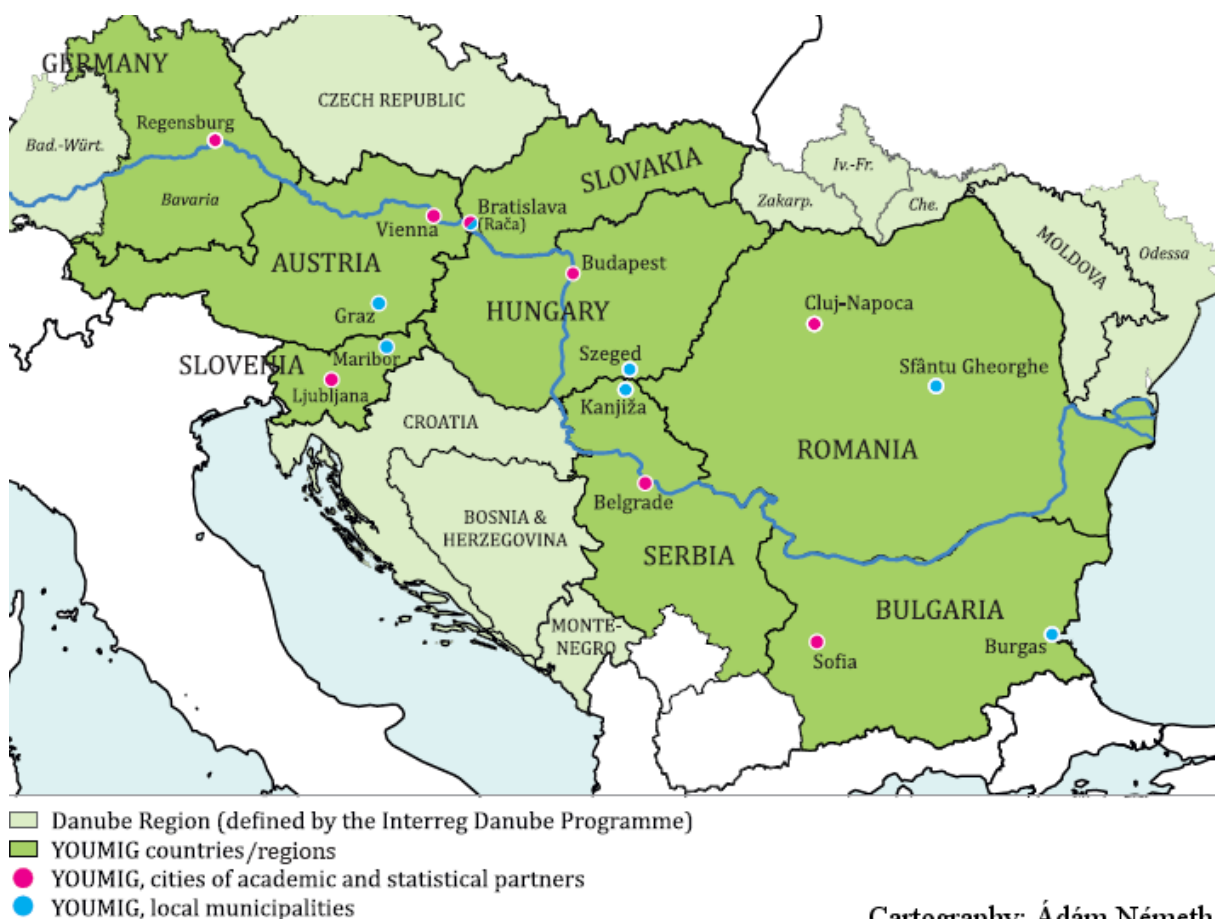 GERMANY
CZECH REPUBLIC
Regensburg
Bad.-Würt.
Bavaria
SLOVAKIA
Iv.-Fr.
Zakarp.
Che.
Vienna
Bratislava
(Rača)
MOLDOVA
Odessa
AUSTRIA
Budapest
Graz
HUNGARY
Cluj-Napoca
SLOVENIA
Maribor
Szeged
Sfântu Gheorghe
Ljubljana
Kanjiža
CROATIA
ROMANIA
Belgrade
BOSNIA &
HERZEGOVINA
SERBIA
BULGARIA
MONTE-
NEGRO
Sofia
Burgas
Danube Region (defined by the Interreg Danube Programme)
YOUMIG countries/regions
YOUMIG, cities of academic and statistical partners
YOUMIG, local municipalities
Cartography: Ádám Németh